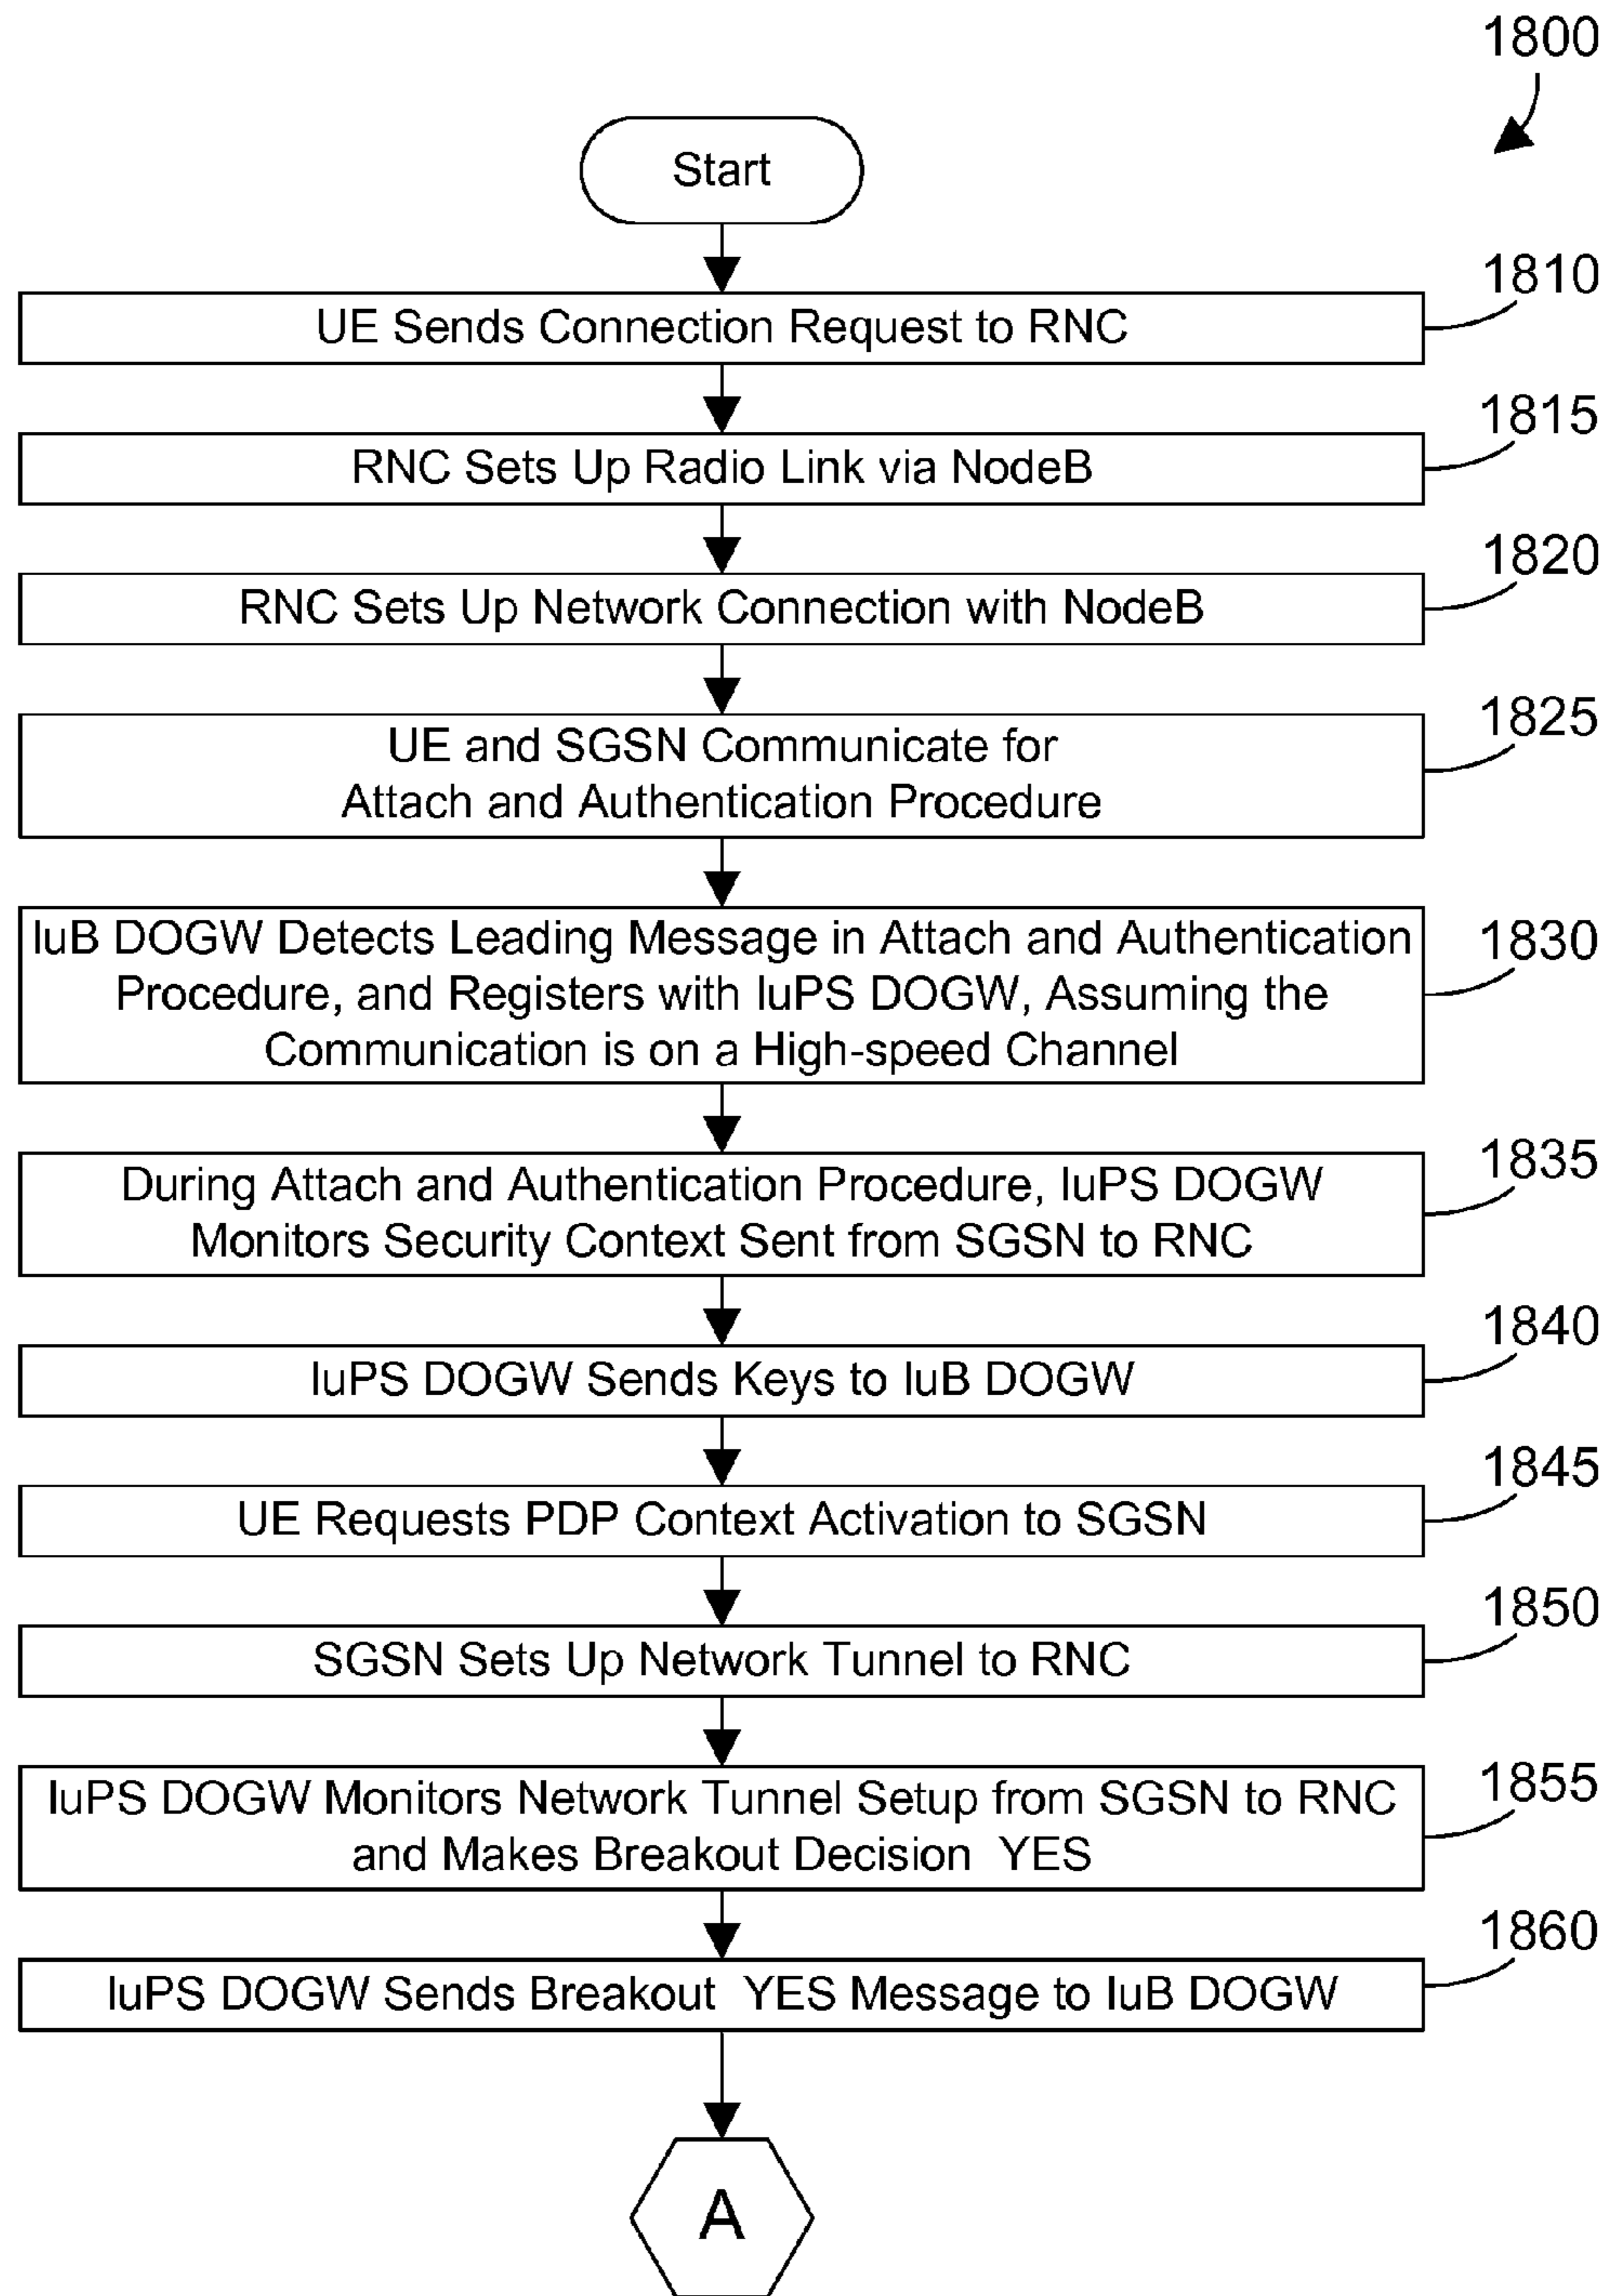 1800
Start
1810
UE Sends Connection Request to RNC
1815
RNC Sets Up Radio Link via NodeB
1820
RNC Sets Up Network Connection with NodeB
1825
UE and SGSN Communicate for
Attach and Authentication Procedure
1830
IuB DOGW Detects Leading Message in Attach and Authentication
Procedure, and Registers with IuPS DOGW, Assuming the
Communication is on a High-speed Channel
1835
During Attach and Authentication Procedure, IuPS DOGW
Monitors Security Context Sent from SGSN to RNC
1840
IuPS DOGW Sends Keys to IuB DOGW
1845
UE Requests PDP Context Activation to SGSN
1850
SGSN Sets Up Network Tunnel to RNC
1855
IuPS DOGW Monitors Network Tunnel Setup from SGSN to RNC
and Makes Breakout Decision YES
1860
IuPS DOGW Sends Breakout YES Message to IuB DOGW
A